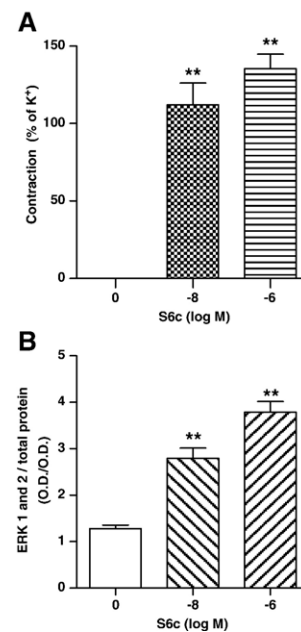 A
Contraction (% of K+)
150
100
50
0
**
**
0 -8 -6
S6c (log M)
B
ERK 1 and 2 / total protein
(O.D./O.D.)
5
4
3
2
1
0
**
**
0 -8 -6
S6c (log M)